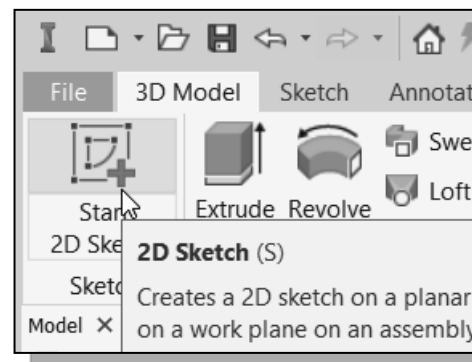 File 3D Model Sketch Annotat
Swe
Loft
Extrude Revolve
Start
2D Ske
2D Sketch (S)
Sketc
Creates a 2D sketch on a planar
Model ×
on a work plane on an assembly